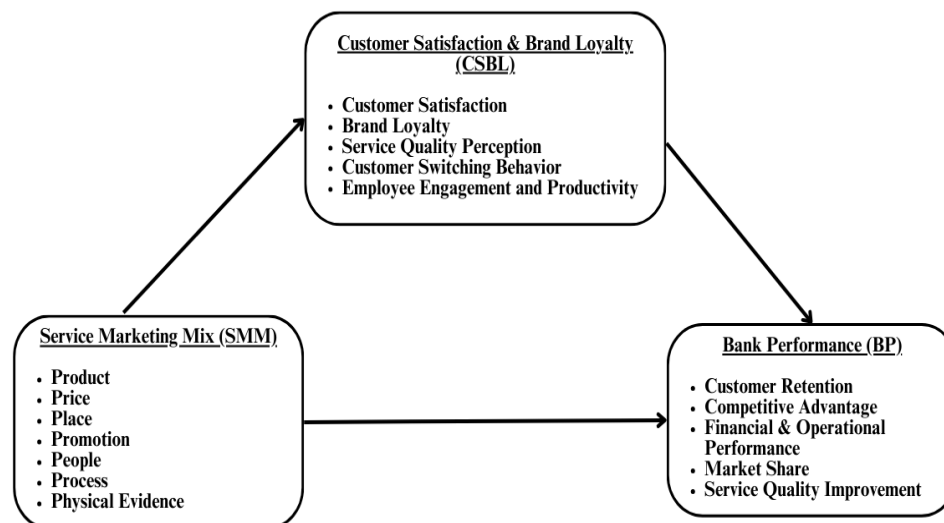 Customer Satisfaction & Brand Loyalty
(CSBL)
• Customer Satisfaction
• Brand Loyalty
• Service Quality Perception
• Customer Switching Behavior
• Employee Engagement and Productivity
Service Marketing Mix (SMM)
• Product
• Price
• Place
• Promotion
• People
• Process
• Physical Evidence
Bank Performance (BP)
• Customer Retention
• Competitive Advantage
• Financial & Operational
Performance
• Market Share
• Service Quality Improvement